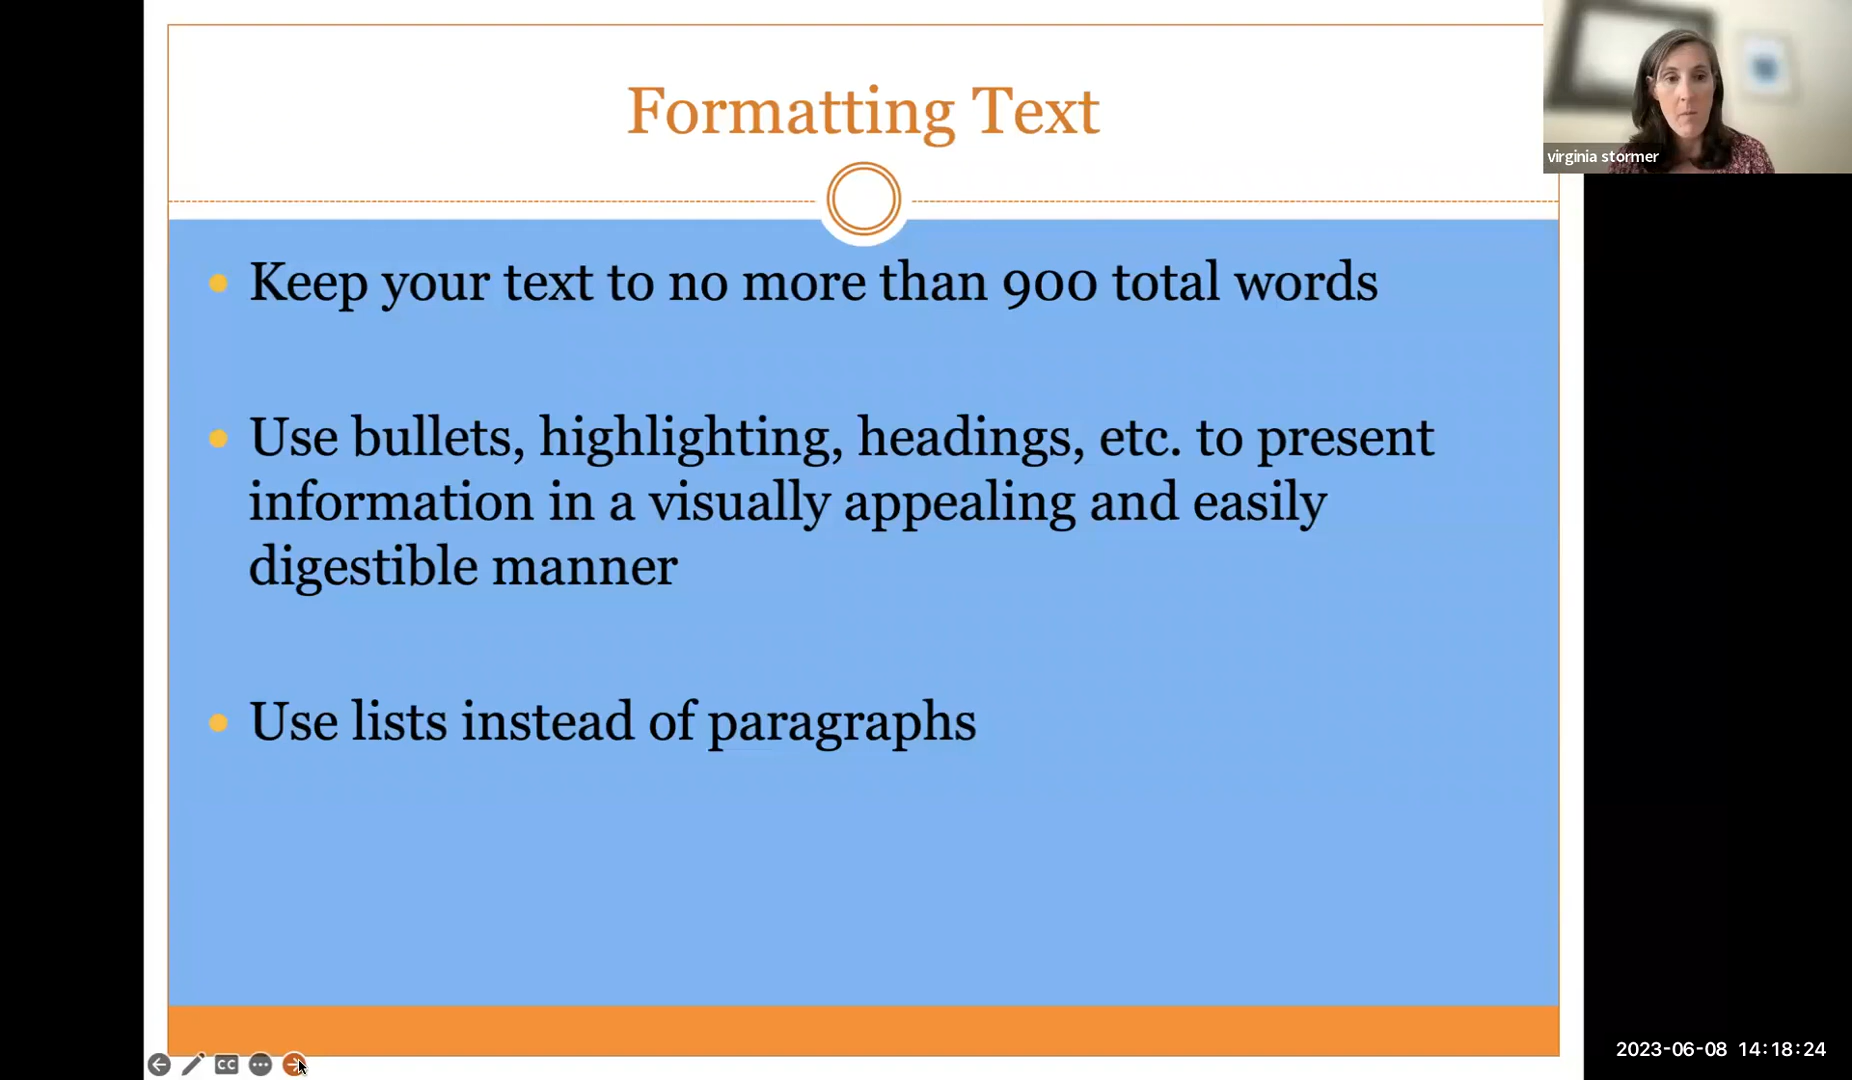 Formatting Text
virginia stormer
Keep your text to no more than 900 total words
Use bullets, highlighting, headings, etc. to present
information in a visually appealing and easily
digestible manner
Use lists instead of paragraphs
CC
2023-06-08 14:18:24